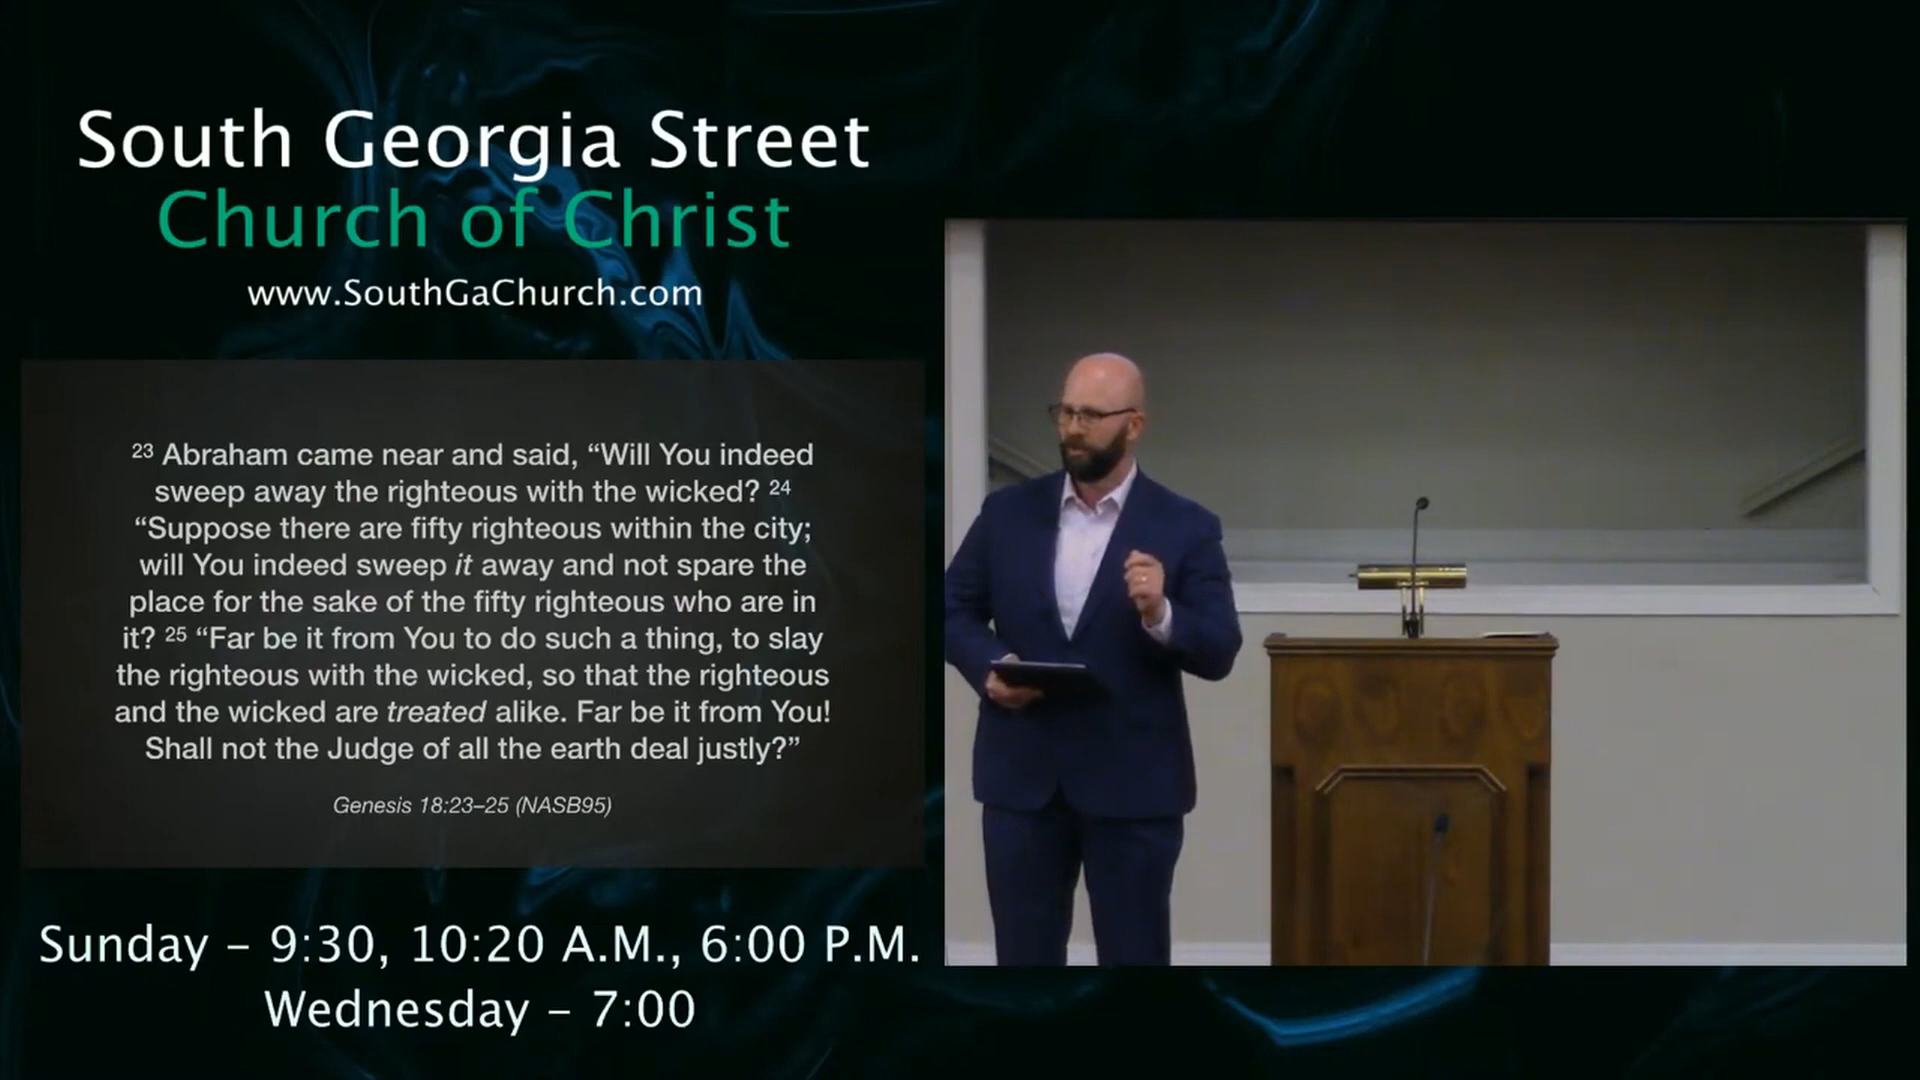 South Georgia Street
Church of Christ
www.SouthGaChurch.com
23 Abraham came near and said, “Will You indeed
sweep away the righteous with the wicked? 24
“Suppose there are fifty righteous within the city;
will You indeed sweep it away and not spare the
place for the sake of the fifty righteous who are in
it? 25 “Far be it from You to do such a thing, to slay
the righteous with the wicked, so that the righteous
and the wicked are treated alike. Far be it from You!
Shall not the Judge of all the earth deal justly?”
Genesis 18:23–25 (NASB95)
Sunday – 9:30, 10:20 A.M., 6:00 P.M.
Wednesday – 7:00